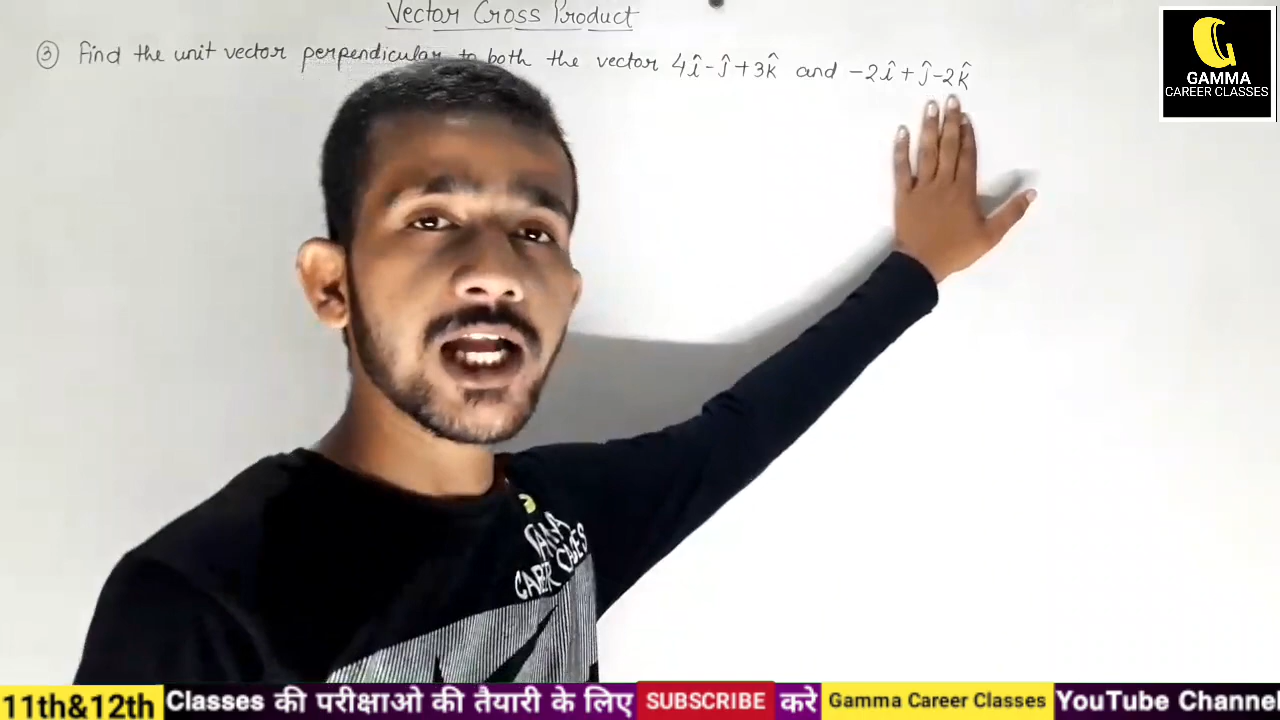 Vector Cross Product
③ Find the unit vector perpendicular to both the vector 4î-ĵ+3k̂ and -2î+ĵ-2k̂
GAMMA
CAREER CLASSES
11th&12th Classes की परीक्षाओ की तैयारी के लिए SUBSCRIBE करे Gamma Career Classes YouTube Channel